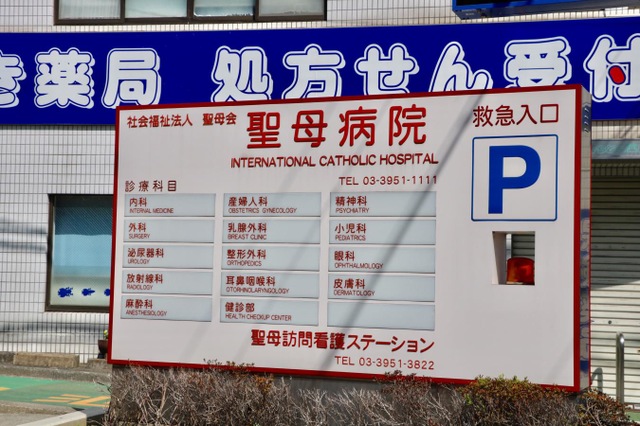 き薬局 処方せん受付
社会福祉法人 聖母会 聖母病院
INTERNATIONAL CATHOLIC HOSPITAL
TEL 03-3951-1111
救急入口
P
診療科目
内科
INTERNAL MEDICINE
外科
SURGERY
泌尿器科
UROLOGY
放射線科
RADIOLOGY
麻酔科
ANESTHESIOLOGY
産婦人科
OBSTETRICS GYNECOLOGY
乳腺外科
BREAST CLINIC
整形外科
ORTHOPEDICS
耳鼻咽喉科
OTORHINOLARYNGOLOGY
健診部
HEALTH CHECKUP CENTER
精神科
PSYCHIATRY
小児科
PEDIATRICS
眼科
OPHTHALMOLOGY
皮膚科
DERMATOLOGY
聖母訪問看護ステーション
TEL 03-3951-3822